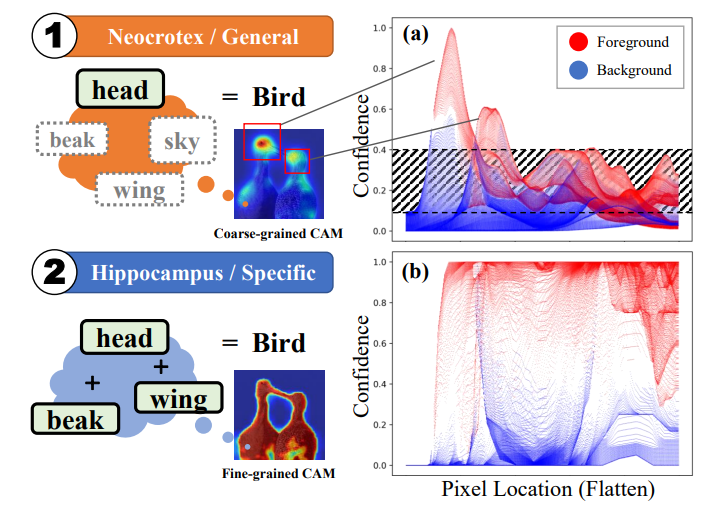 1
Neocrotex / General
head
beak
sky
wing
= Bird
Coarse-grained CAM
(a)
Foreground
Background
Confidence
1.0
0.8
0.6
0.4
0.2
0.0
2
Hippocampus / Specific
head
+
+
wing
beak
= Bird
Fine-grained CAM
(b)
Confidence
1.0
0.8
0.6
0.4
0.2
0.0
Pixel Location (Flatten)